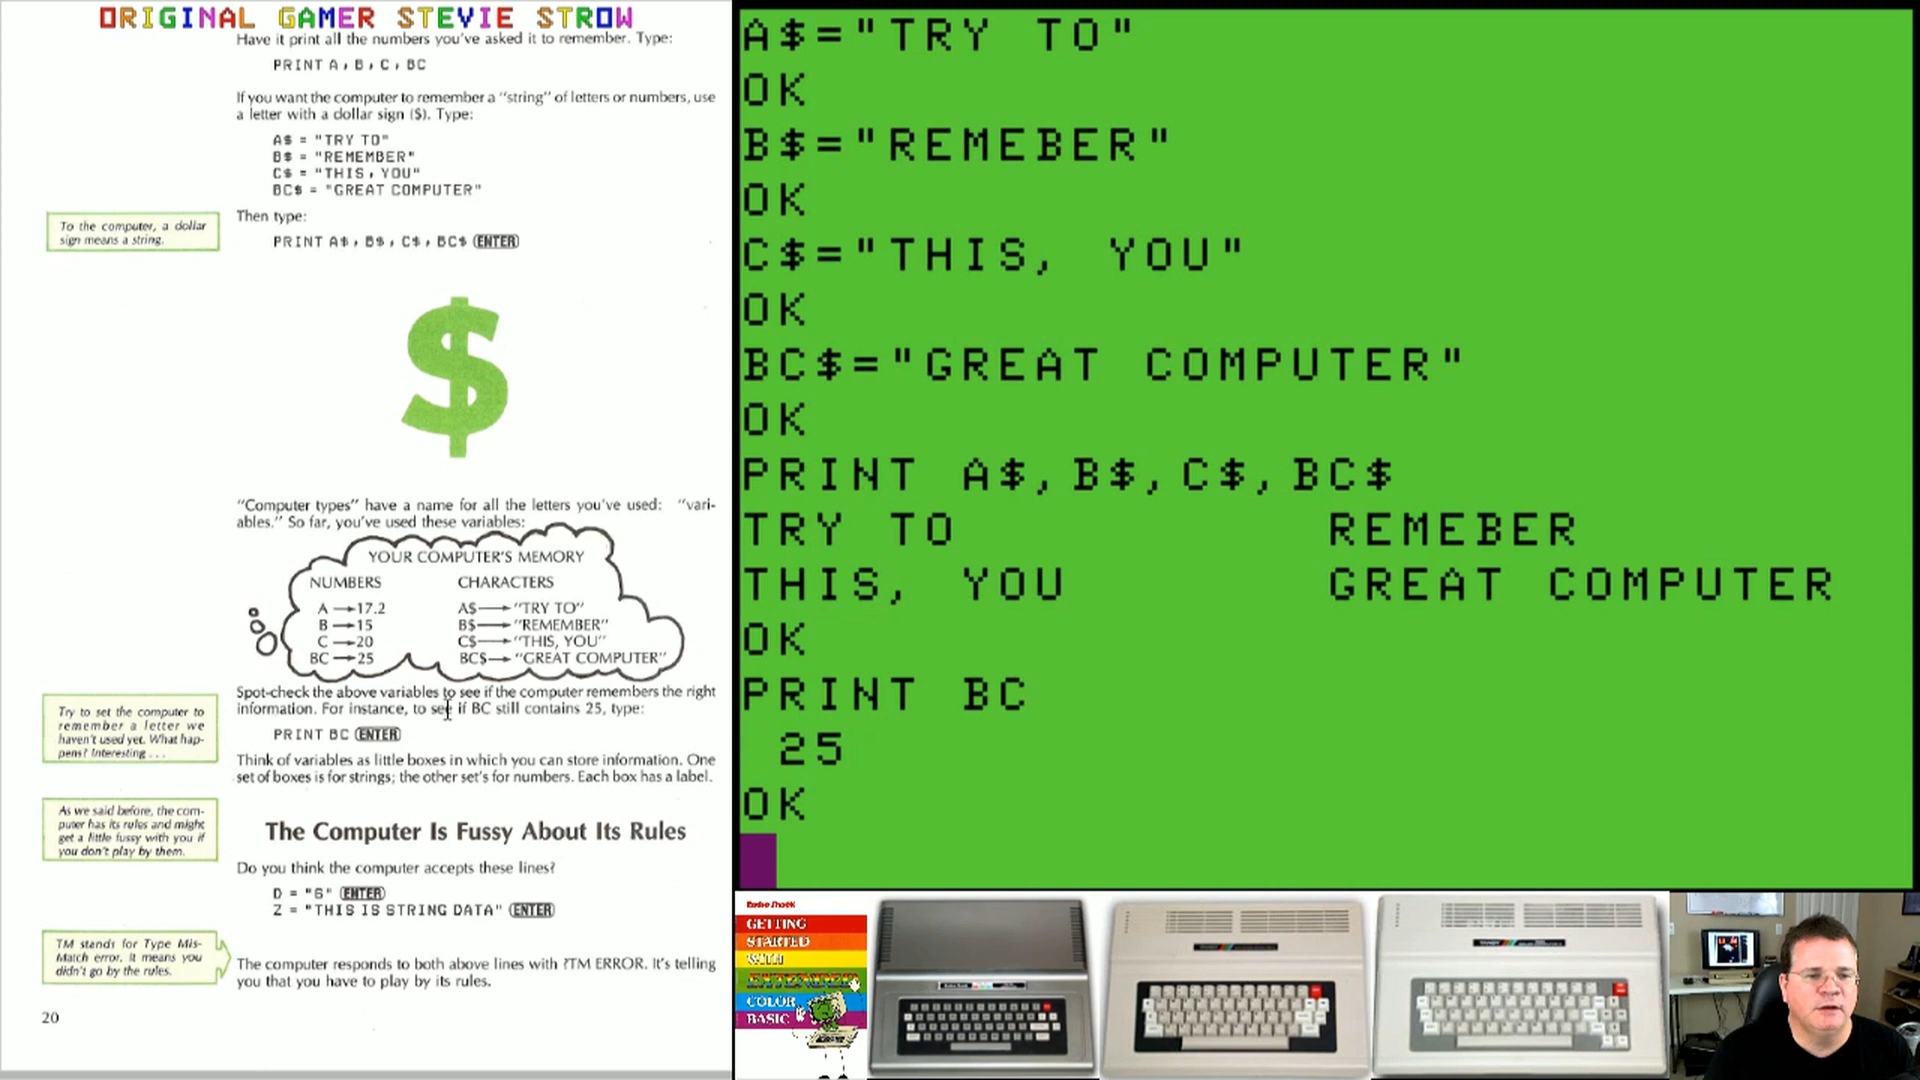 ORIGINAL GAMER STEVIE STROW
Have it print all the numbers you've asked it to remember. Type:
PRINT A, B, C, BC
If you want the computer to remember a "string" of letters or numbers, use
a letter with a dollar sign ($). Type:
A$ = "TRY TO"
B$ = "REMEMBER"
C$ = "THIS, YOU"
BC$ = "GREAT COMPUTER"
To the computer, a dollar
sign means a string.
Then type:
PRINT A$, B$, C$, BC$ ENTER
$
"Computer types" have a name for all the letters you've used: "vari-
ables." So far, you've used these variables:
YOUR COMPUTER'S MEMORY
NUMBERS CHARACTERS
A → 17.2 A$ → "TRY TO"
B → 15 B$ → "REMEMBER"
C → 20 C$ → "THIS, YOU"
BC → 25 BC$ → "GREAT COMPUTER"
Spot-check the above variables to see if the computer remembers the right
information. For instance, to see if BC still contains 25, type:
Try to set the computer to
remember a letter we
haven't used yet. What hap-
pens? Interesting . . .
PRINT BC ENTER
Think of variables as little boxes in which you can store information. One
set of boxes is for strings; the other set's for numbers. Each box has a label.
As we said before, the com-
puter has its rules and might
get a little fussy with you if
you don't play by them.
The Computer Is Fussy About Its Rules
Do you think the computer accepts these lines?
D = "6" ENTER
Z = "THIS IS STRING DATA" ENTER
TM stands for Type Mis-
Match error. It means you
didn't go by the rules.
The computer responds to both above lines with ?TM ERROR. It's telling
you that you have to play by its rules.
20
A$="TRY TO"
OK
B$="REMEBER"
OK
C$="THIS, YOU"
OK
BC$="GREAT COMPUTER"
OK
PRINT A$,B$,C$,BC$
TRY TO REMEBER
THIS, YOU GREAT COMPUTER
OK
PRINT BC
25
OK
Radio Shack
GETTING
STARTED
WITH
EXTENDED
COLOR
BASIC